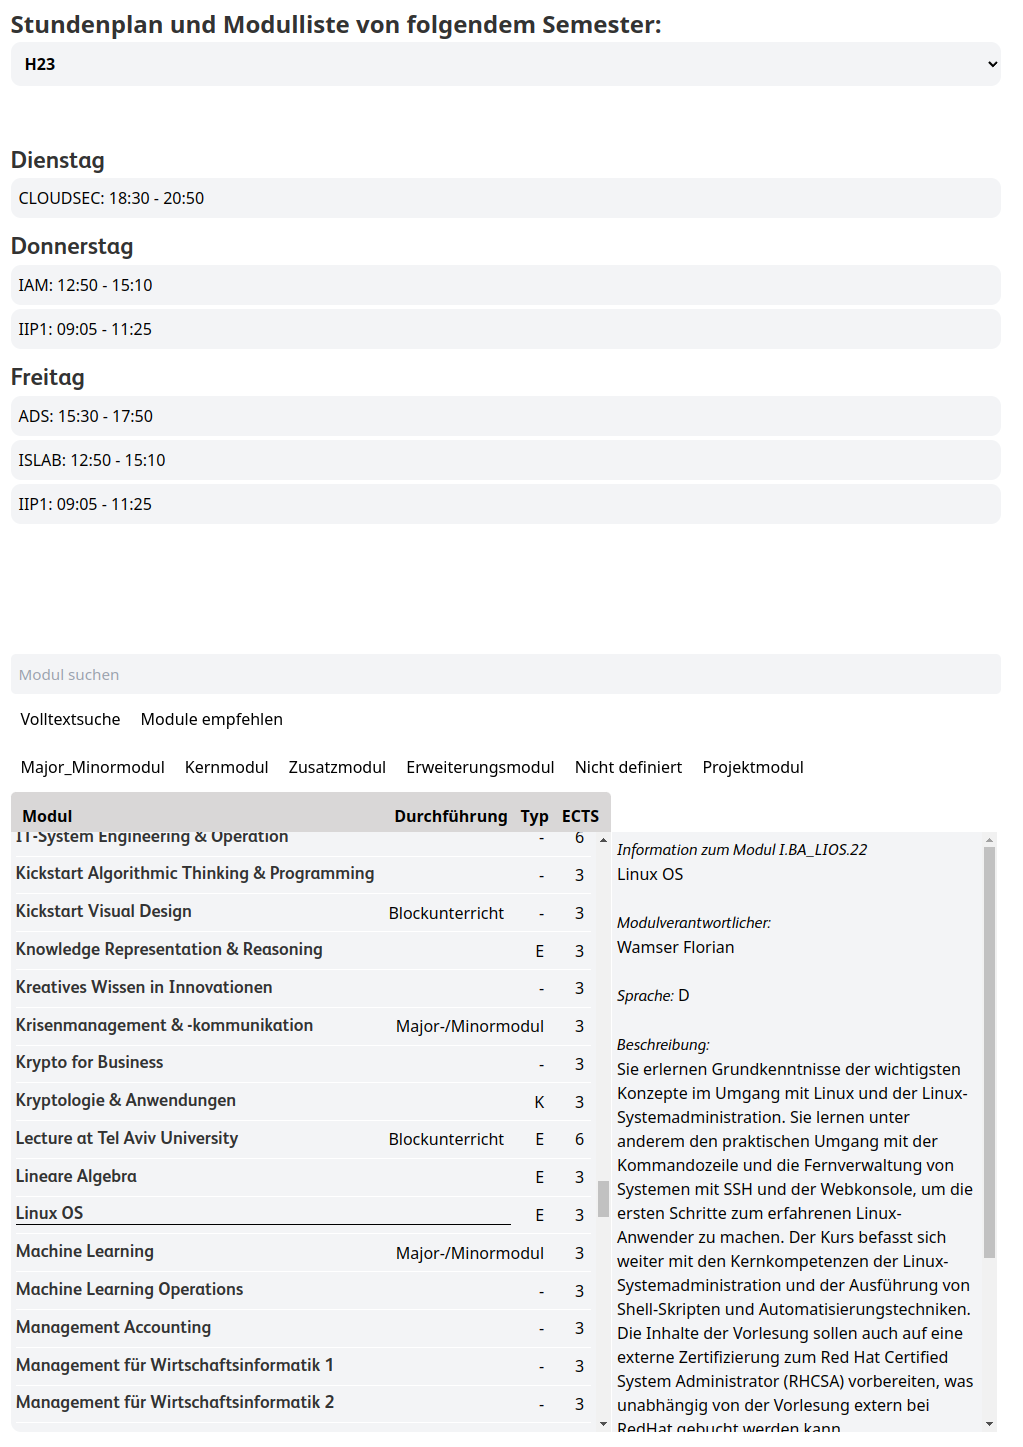 Stundenplan und Modulliste von folgendem Semester:
H23
Dienstag
CLOUDSEC: 18:30 - 20:50
Donnerstag
IAM: 12:50 - 15:10
IIP1: 09:05 - 11:25
Freitag
ADS: 15:30 - 17:50
ISLAB: 12:50 - 15:10
IIP1: 09:05 - 11:25
Modul suchen
Volltextsuche Module empfehlen
Major_Minormodul Kernmodul Zusatzmodul Erweiterungsmodul Nicht definiert Projektmodul
Modul Durchführung Typ ECTS
IT-System Engineering & Operation - 6
Kickstart Algorithmic Thinking & Programming - 3
Kickstart Visual Design Blockunterricht - 3
Knowledge Representation & Reasoning E 3
Kreatives Wissen in Innovationen - 3
Krisenmanagement & -kommunikation Major-/Minormodul 3
Krypto for Business - 3
Kryptologie & Anwendungen K 3
Lecture at Tel Aviv University Blockunterricht E 6
Lineare Algebra E 3
Linux OS E 3
Machine Learning Major-/Minormodul 3
Machine Learning Operations - 3
Management Accounting - 3
Management für Wirtschaftsinformatik 1 - 3
Management für Wirtschaftsinformatik 2 - 3
Information zum Modul I.BA_LIOS.22
Linux OS
Modulverantwortlicher:
Wamser Florian
Sprache: D
Beschreibung:
Sie erlernen Grundkenntnisse der wichtigsten
Konzepte im Umgang mit Linux und der Linux-
Systemadministration. Sie lernen unter
anderem den praktischen Umgang mit der
Kommandozeile und die Fernverwaltung von
Systemen mit SSH und der Webkonsole, um die
ersten Schritte zum erfahrenen Linux-
Anwender zu machen. Der Kurs befasst sich
weiter mit den Kernkompetenzen der Linux-
Systemadministration und der Ausführung von
Shell-Skripten und Automatisierungstechniken.
Die Inhalte der Vorlesung sollen auch auf eine
externe Zertifizierung zum Red Hat Certified
System Administrator (RHCSA) vorbereiten, was
unabhängig von der Vorlesung extern bei
RedHat gebucht werden kann